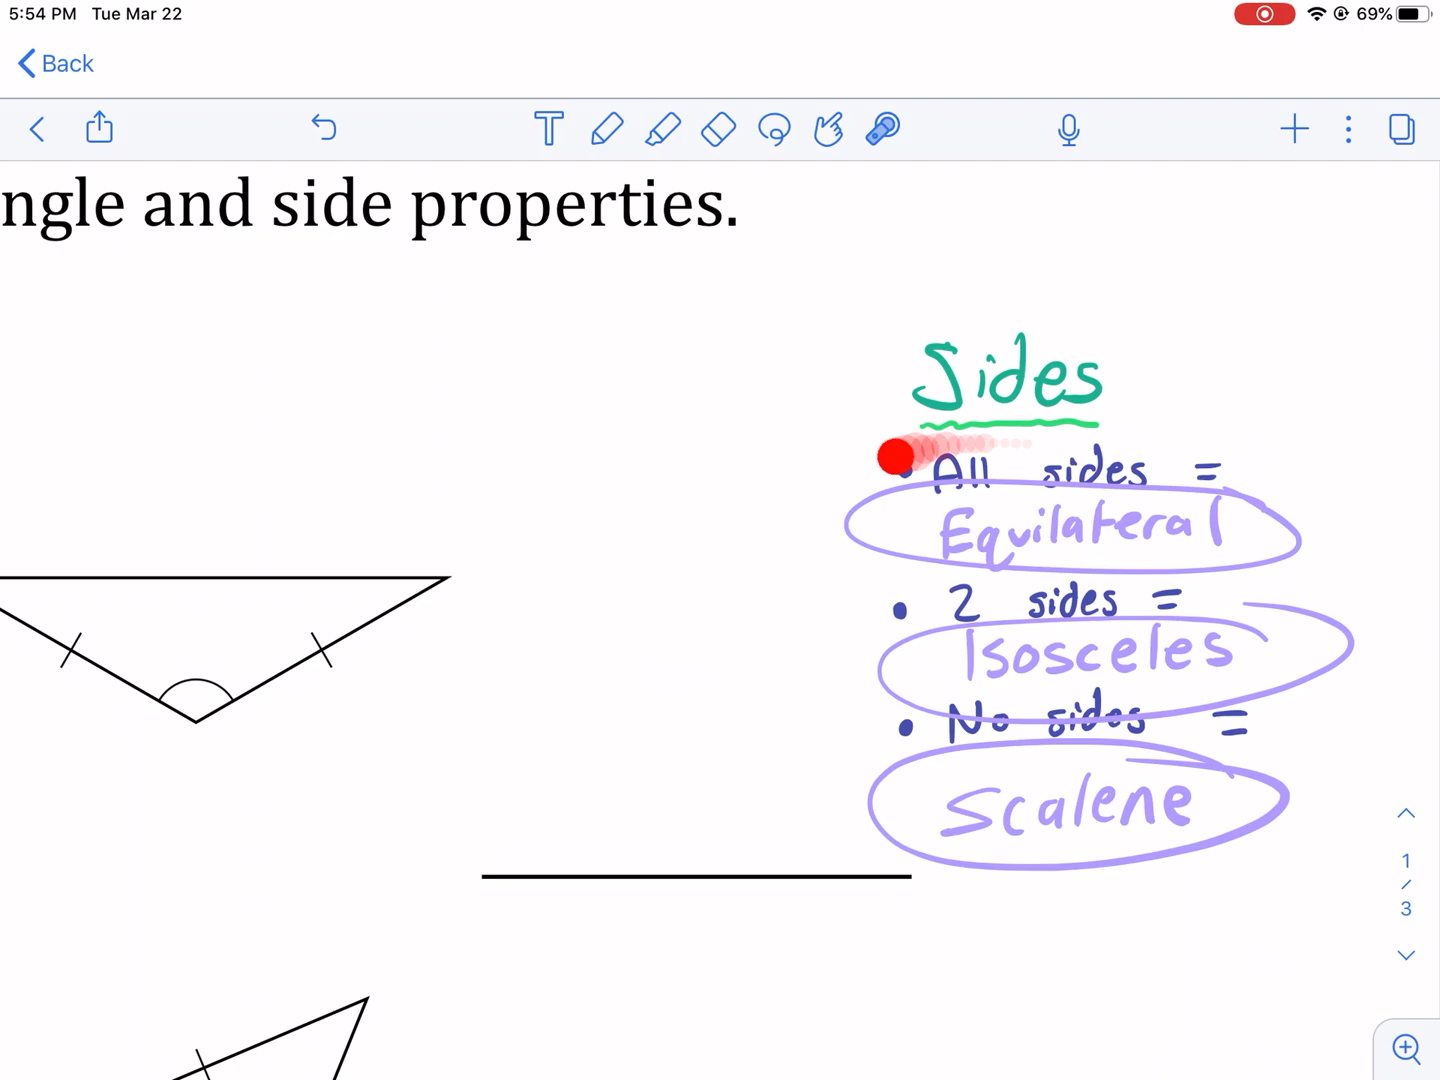 5:54 PM Tue Mar 22
69%
Back
T
ngle and side properties.
Sides
• All sides =
Equilateral
• 2 sides =
Isosceles
• No sides =
Scalene
1
/
3